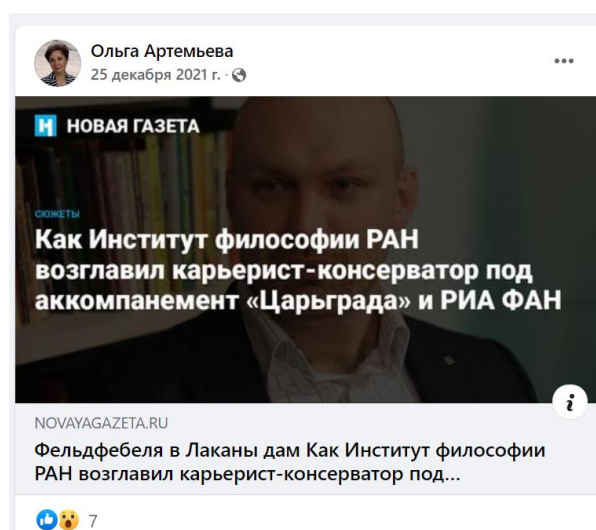 Ольга Артемьева
25 декабря 2021 г. ·
НОВАЯ ГАЗЕТА
СЮЖЕТЫ
Как Институт философии РАН
возглавил карьерист-консерватор под
аккомпанемент «Царьграда» и РИА ФАН
NOVAYAGAZETA.RU
Фельдфебеля в Лаканы дам Как Институт философии
РАН возглавил карьерист-консерватор под...
7